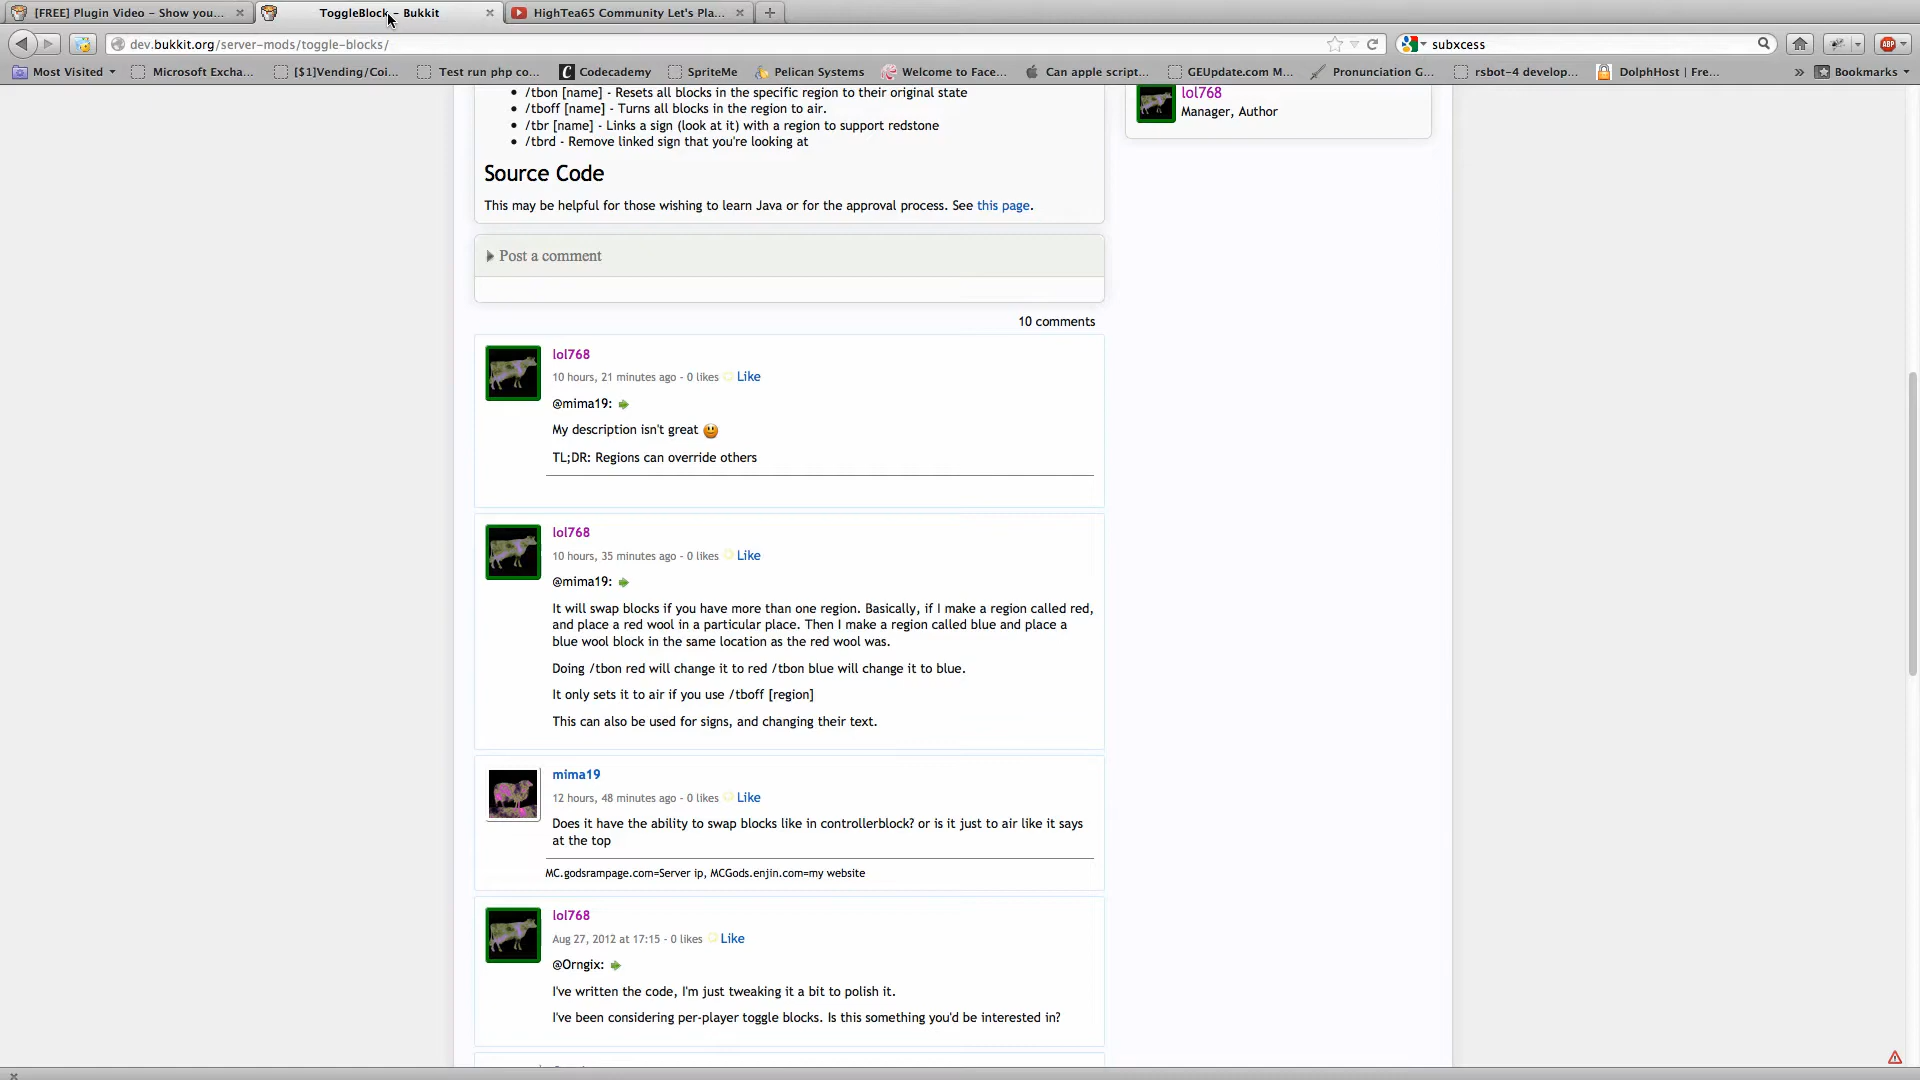 [FREE] Plugin Video - Show you...
ToggleBlock - Bukkit
HighTea65 Community Let's Pla...
dev.bukkit.org/server-mods/toggle-blocks/
subxcess
Most Visited
Microsoft Excha...
[$1]Vending/Coi...
Test run php co...
Codecademy
SpriteMe
Pelican Systems
Welcome to Face...
Can apple script...
GEUpdate.com M...
Pronunciation G...
rsbot-4 develop...
DolphHost | Fre...
»
Bookmarks
ABP
• /tbon [name] - Resets all blocks in the specific region to their original state
• /tboff [name] - Turns all blocks in the region to air.
• /tbr [name] - Links a sign (look at it) with a region to support redstone
• /tbrd - Remove linked sign that you're looking at
lol768
Manager, Author
Source Code
This may be helpful for those wishing to learn Java or for the approval process. See this page.
Post a comment
10 comments
lol768
10 hours, 21 minutes ago - 0 likes Like
@mima19:
My description isn't great
TL;DR: Regions can override others
lol768
10 hours, 35 minutes ago - 0 likes Like
@mima19:
It will swap blocks if you have more than one region. Basically, if I make a region called red,
and place a red wool in a particular place. Then I make a region called blue and place a
blue wool block in the same location as the red wool was.
Doing /tbon red will change it to red /tbon blue will change it to blue.
It only sets it to air if you use /tboff [region]
This can also be used for signs, and changing their text.
mima19
12 hours, 48 minutes ago - 0 likes Like
Does it have the ability to swap blocks like in controllerblock? or is it just to air like it says
at the top
MC.godsrampage.com=Server ip, MCGods.enjin.com=my website
lol768
Aug 27, 2012 at 17:15 - 0 likes Like
@Orngix:
I've written the code, I'm just tweaking it a bit to polish it.
I've been considering per-player toggle blocks. Is this something you'd be interested in?